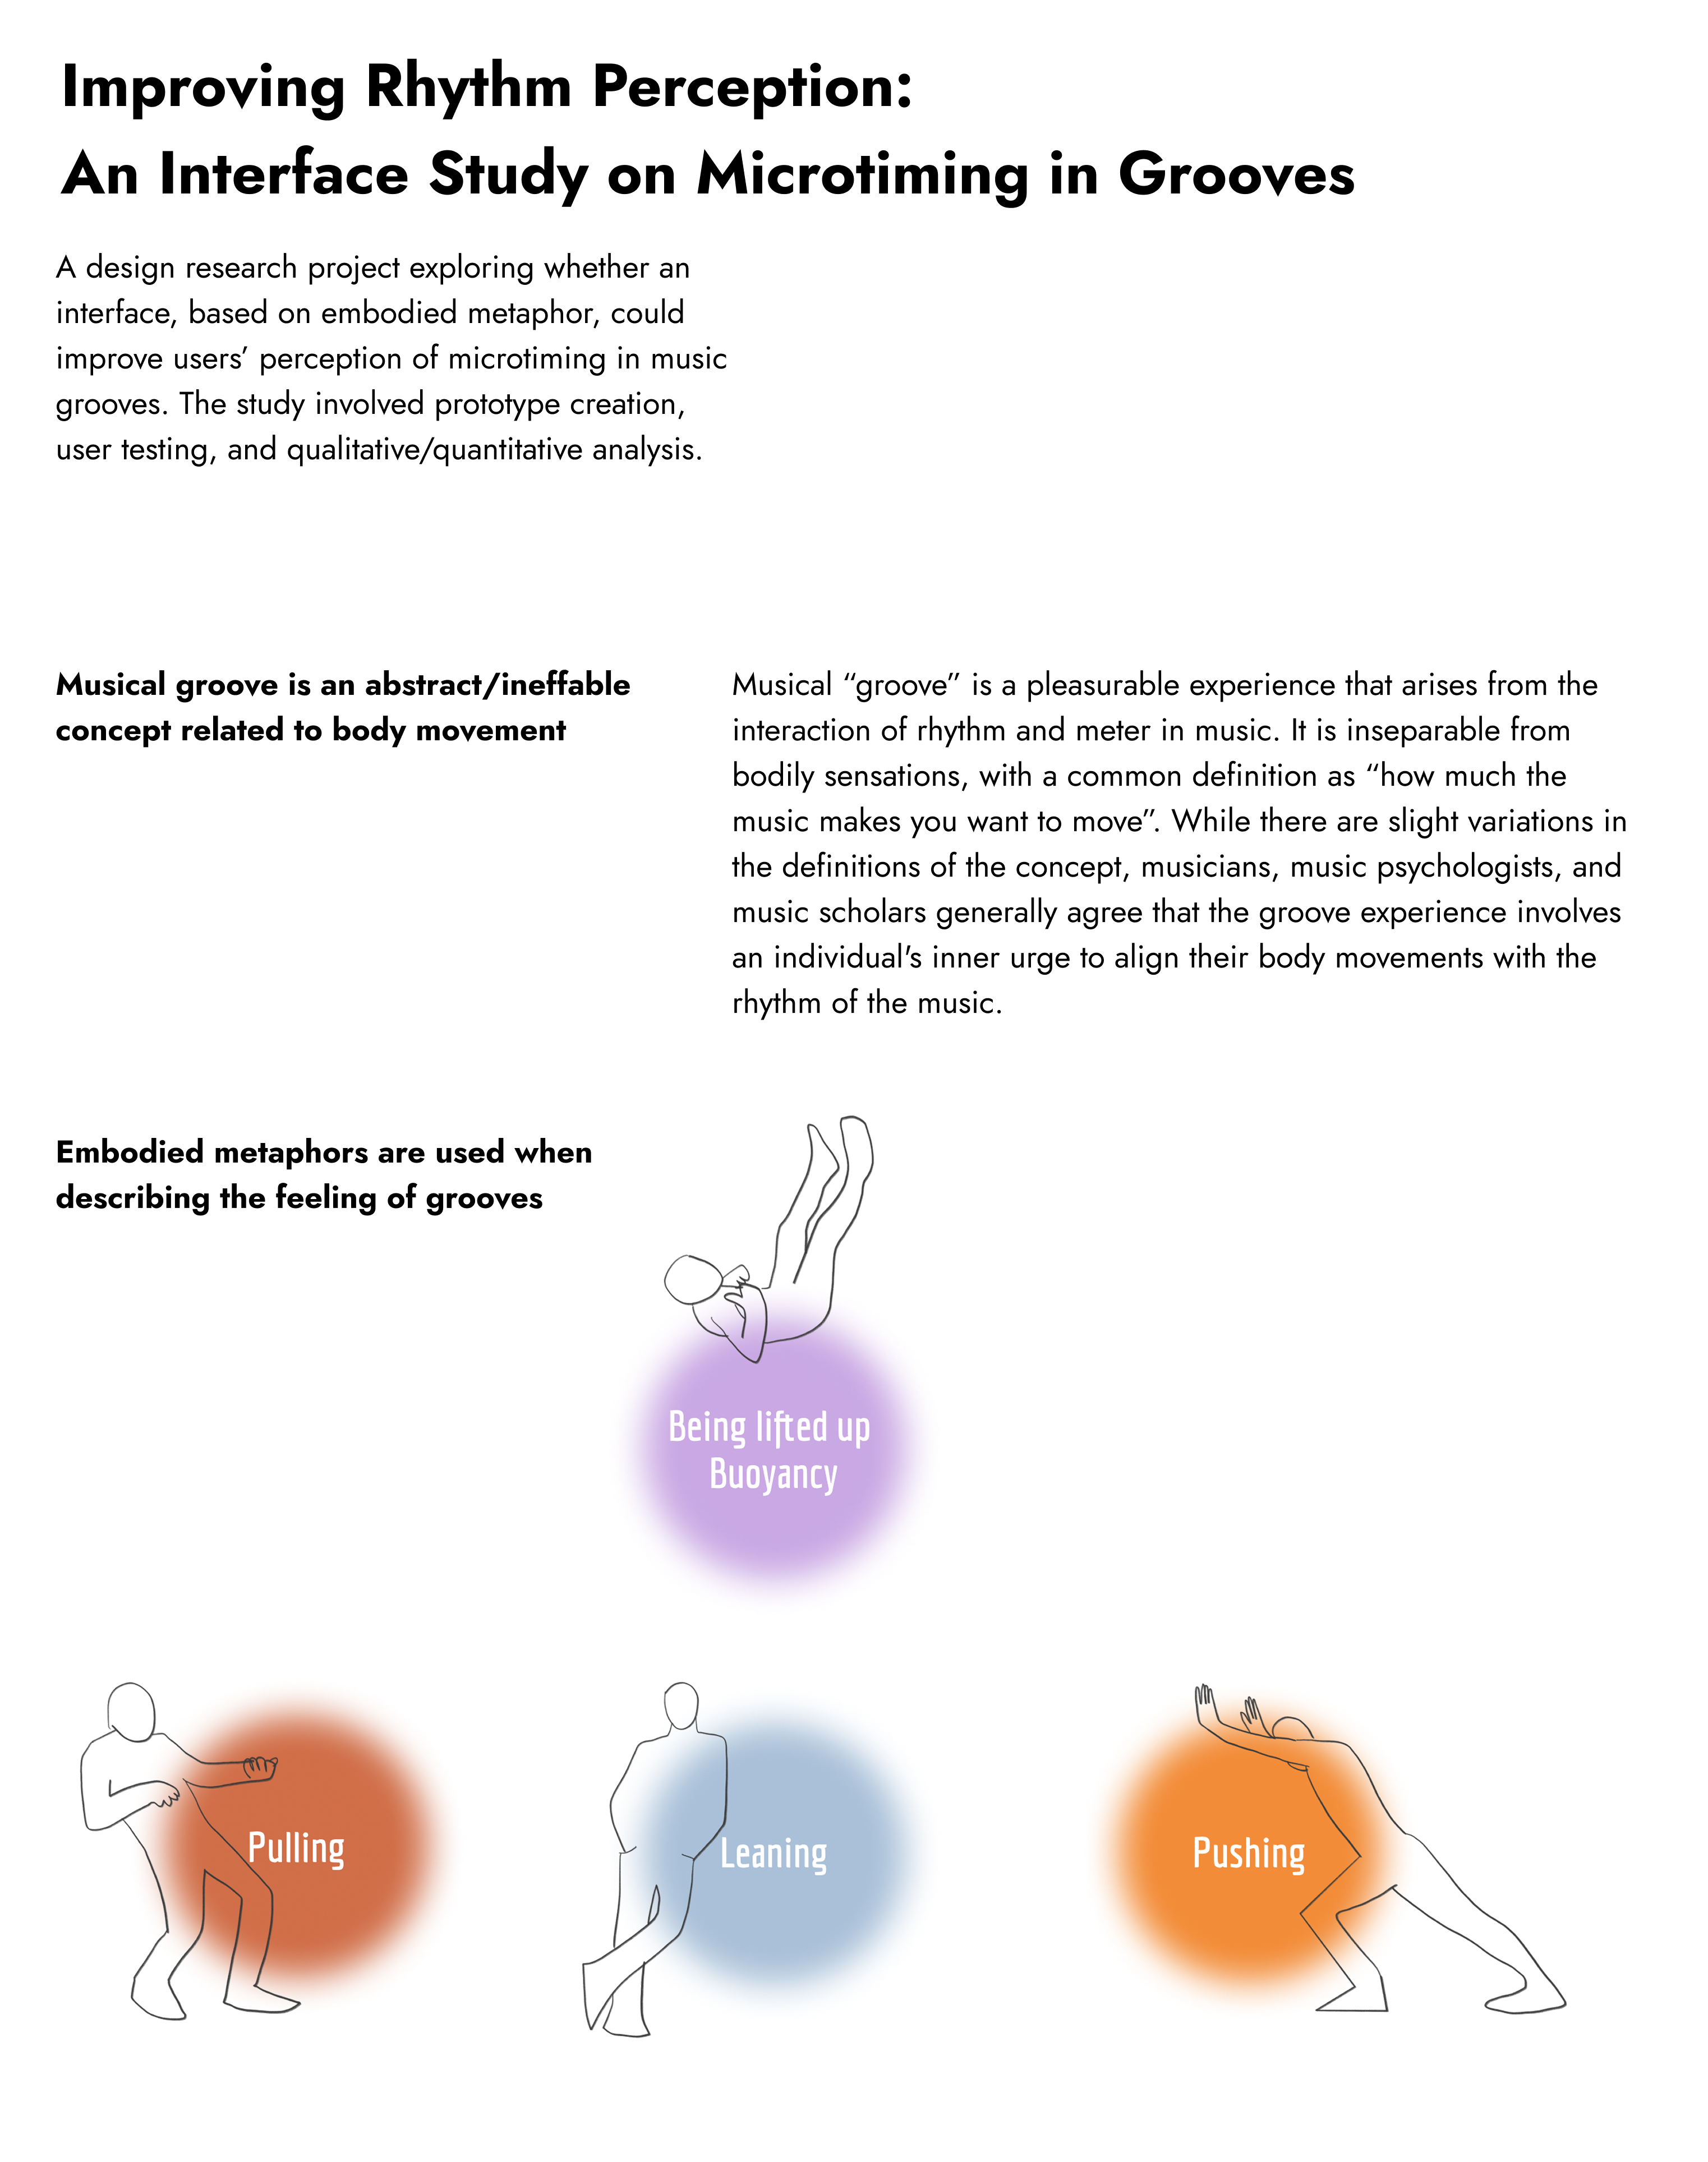 Improving Rhythm Perception:
An Interface Study on Microtiming in Grooves
A design research project exploring whether an
interface, based on embodied metaphor, could
improve users’ perception of microtiming in music
grooves. The study involved prototype creation,
user testing, and qualitative/quantitative analysis.
Musical groove is an abstract/ineffable
concept related to body movement
Musical “groove” is a pleasurable experience that arises from the
interaction of rhythm and meter in music. It is inseparable from
bodily sensations, with a common definition as “how much the
music makes you want to move”. While there are slight variations in
the definitions of the concept, musicians, music psychologists, and
music scholars generally agree that the groove experience involves
an individual's inner urge to align their body movements with the
rhythm of the music.
Embodied metaphors are used when
describing the feeling of grooves
Being lifted up
Buoyancy
Pulling
Leaning
Pushing